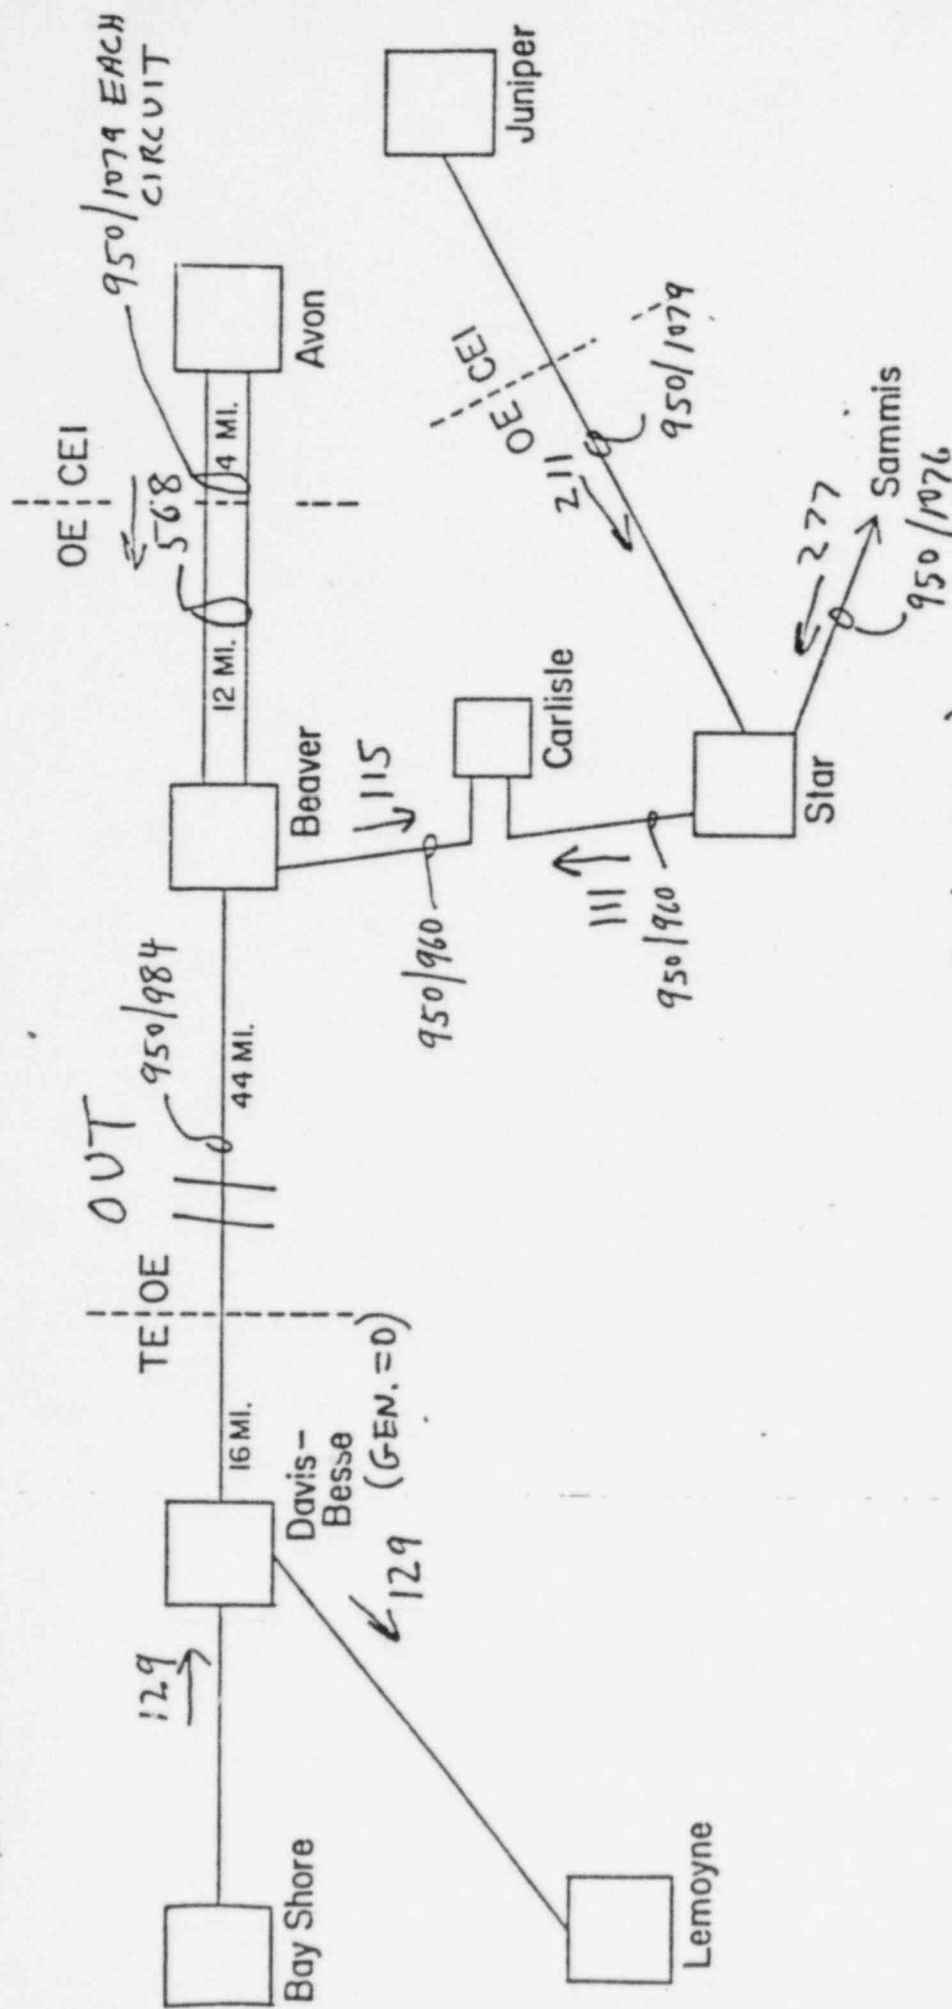 950/1079 EACH
CIRCUIT
OUT
OE CEI
TE OE
568
129
950/984
16 MI.
44 MI.
12 MI.
4 MI.
Bay Shore
Davis-
Besse
(GEN. = 0)
Beaver
Avon
129
115
950/960
OE CEI
Juniper
Carlisle
211
111
950/960
950/1079
Lemoyne
Star
277
Sammis
950/1076